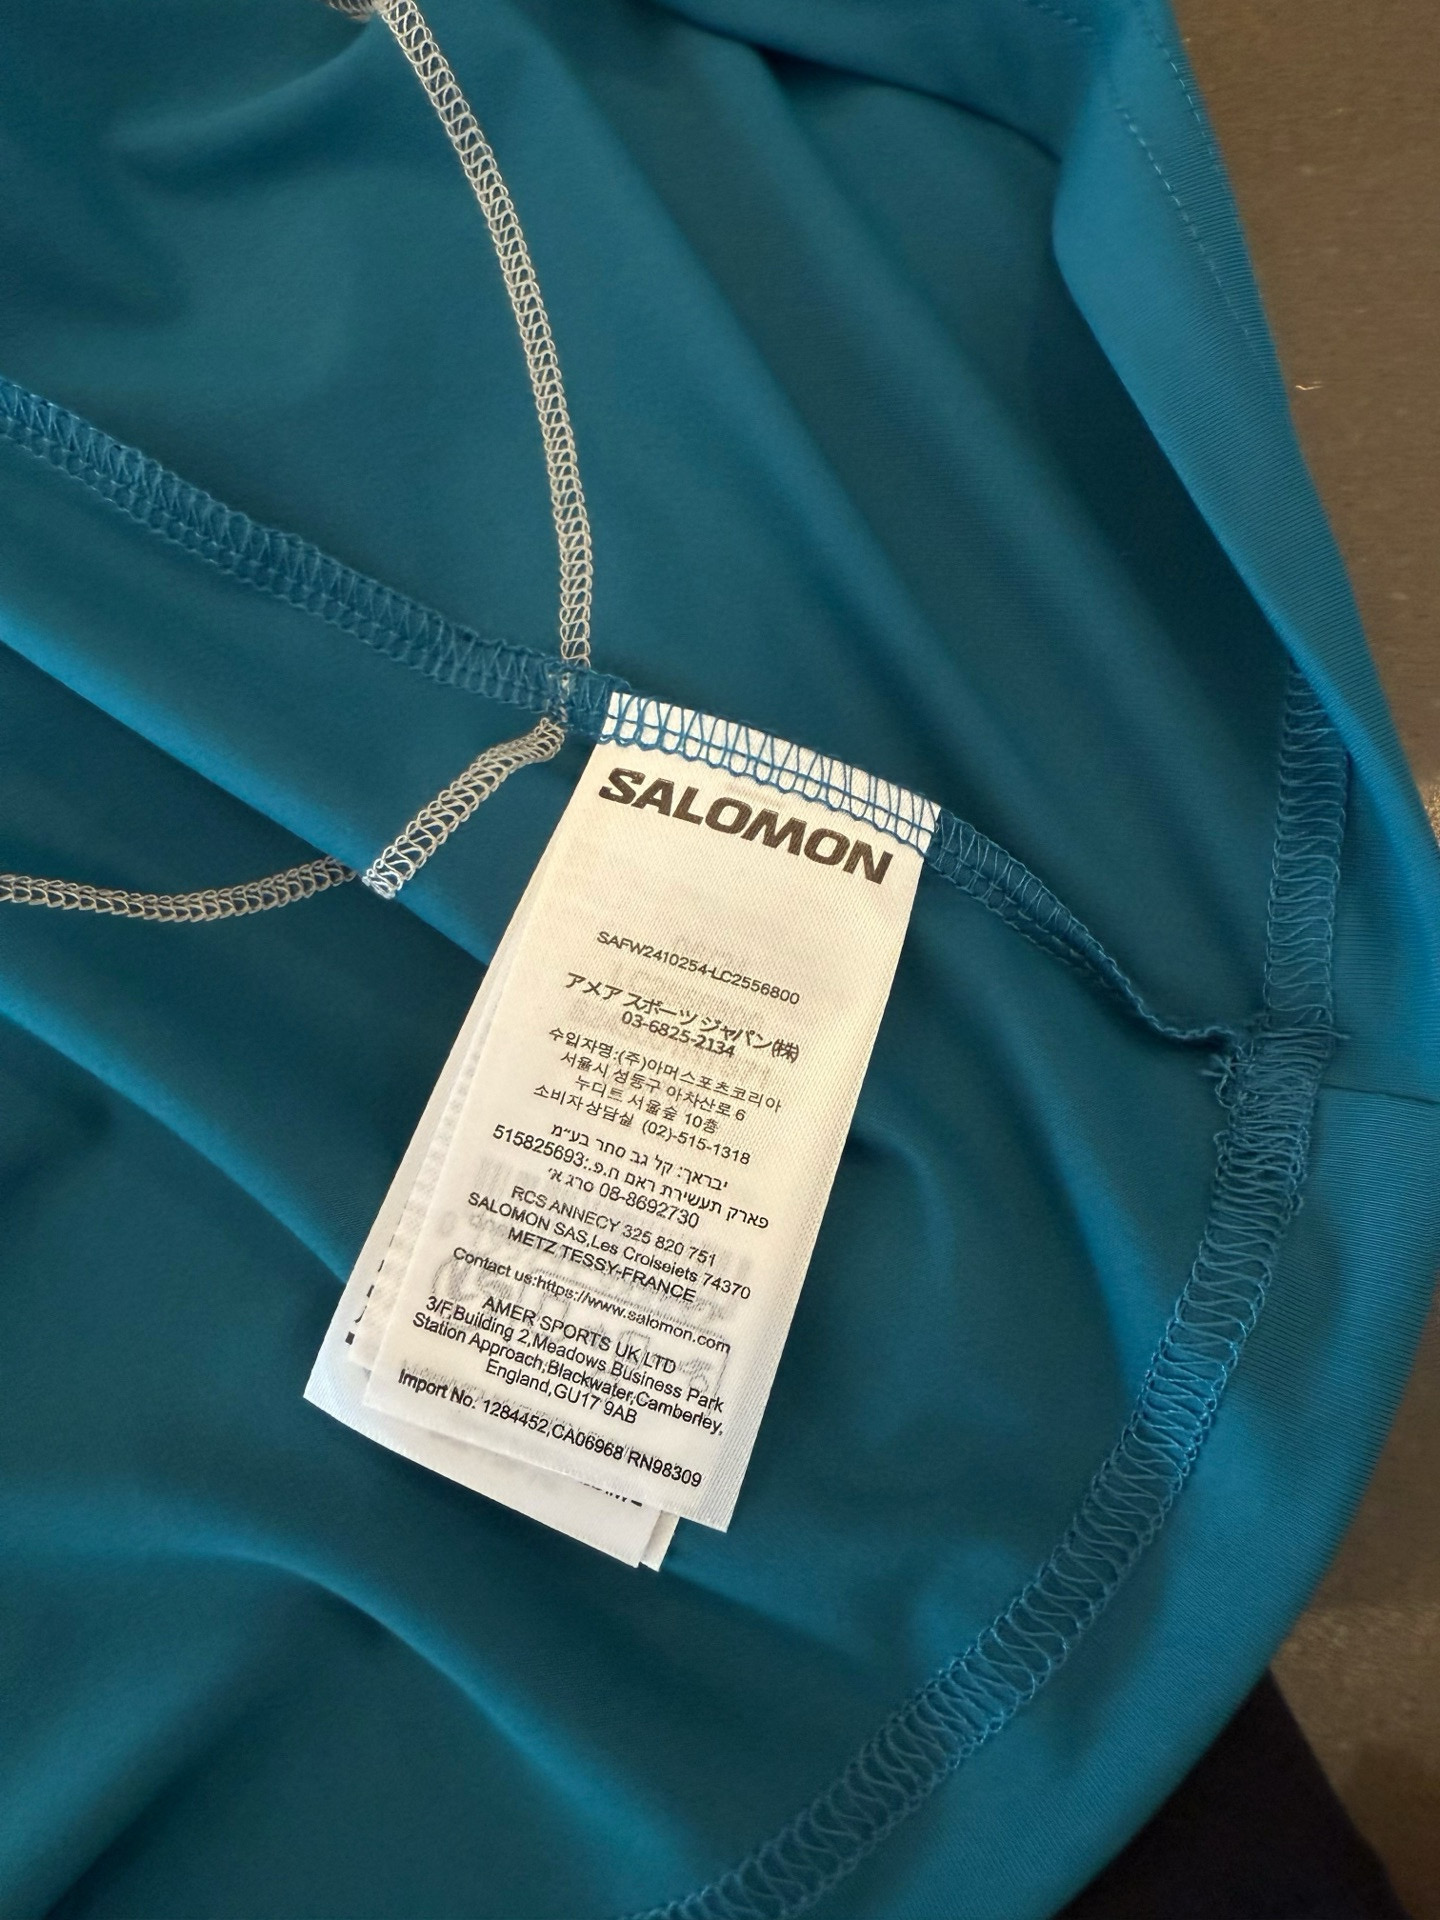 SALOMON
SAFW2410254-LC2556800
アメア スポーツ ジャパン(株)
03-6825-2134
수입자명:(주)아머스포츠코리아
서울시 성동구 아차산로 6
누디트 서울숲 10층
소비자상담실 (02)-515-1318
יבראך: קל גב סחר בע״מ
515825693:.פ.ח פארק תעשירת ראם
08-8692730 סרג א׳
RCS ANNECY 325 820 751
SALOMON SAS,Les Croiseiets 74370
METZ TESSY-FRANCE
Contact us:https://www.salomon.com
AMER SPORTS UK LTD
3/F,Building 2,Meadows Business Park
Station Approach,Blackwater,Camberley,
England,GU17 9AB
Import No: 1284452,CA06968 RN98309